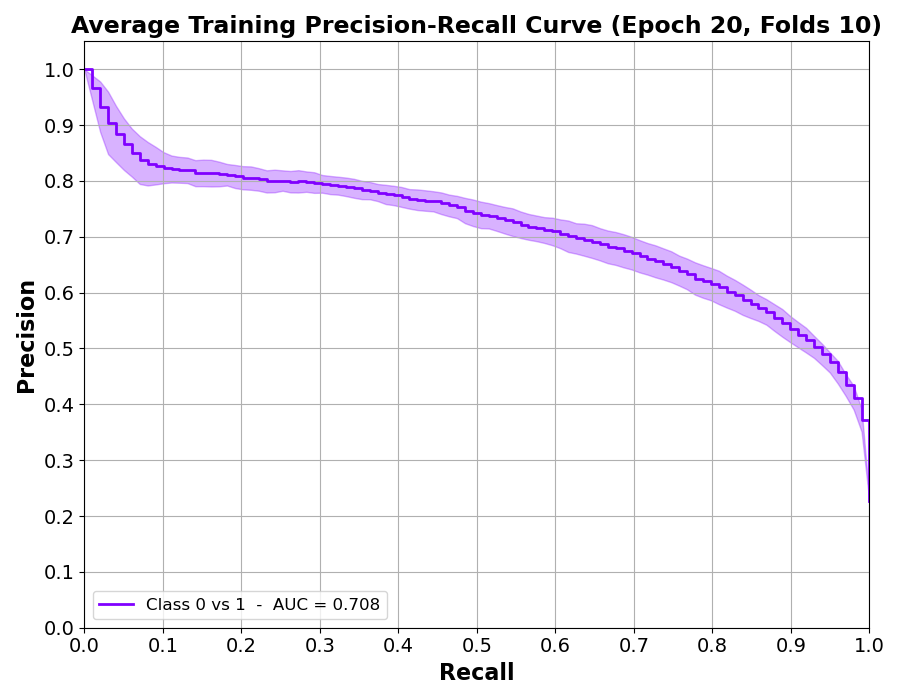 Average Training Precision-Recall Curve (Epoch 20, Folds 10)
1.0
0.9
0.8
0.7
0.6
0.5
0.4
0.3
0.2
0.1
0.0
Precision
Class 0 vs 1 - AUC = 0.708
0.0 0.1 0.2 0.3 0.4 0.5 0.6 0.7 0.8 0.9 1.0
Recall